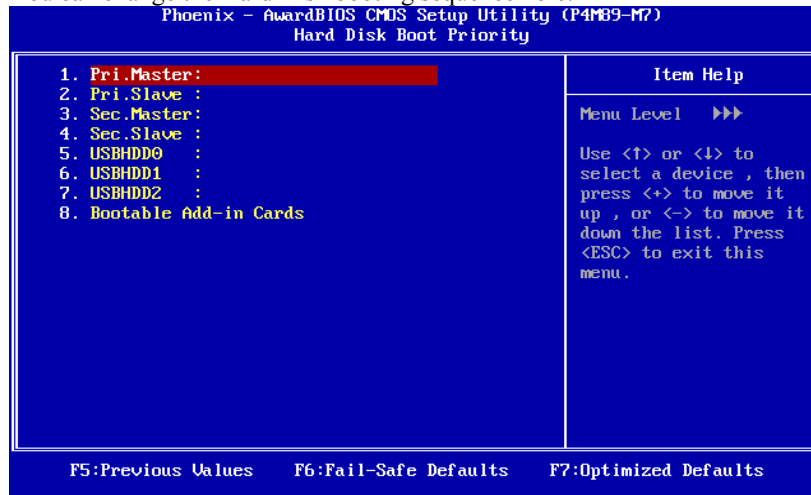 Phoenix – AwardBIOS CMOS Setup Utility (P4M89-M7)
Hard Disk Boot Priority
1. Pri.Master:
2. Pri.Slave :
3. Sec.Master:
4. Sec.Slave :
5. USBHDD0 :
6. USBHDD1 :
7. USBHDD2 :
8. Bootable Add-in Cards
Item Help
Menu Level ▶▶▶
Use <↑> or <↓> to
select a device , then
press <+> to move it
up , or <-> to move it
down the list. Press
<ESC> to exit this
menu.
F5:Previous Values F6:Fail-Safe Defaults F7:Optimized Defaults